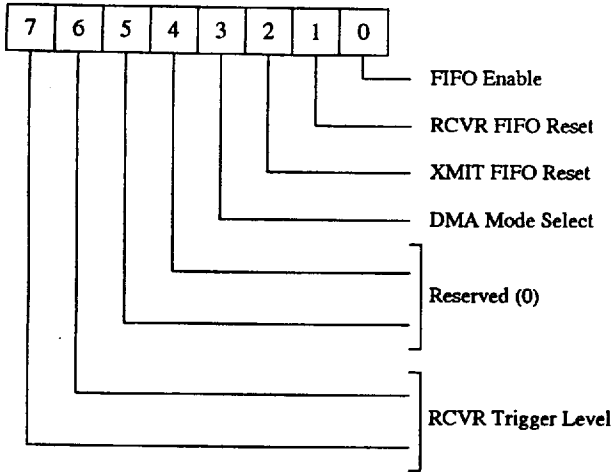 7 6 5 4 3 2 1 0
FIFO Enable
RCVR FIFO Reset
XMIT FIFO Reset
DMA Mode Select
Reserved (0)
RCVR Trigger Level